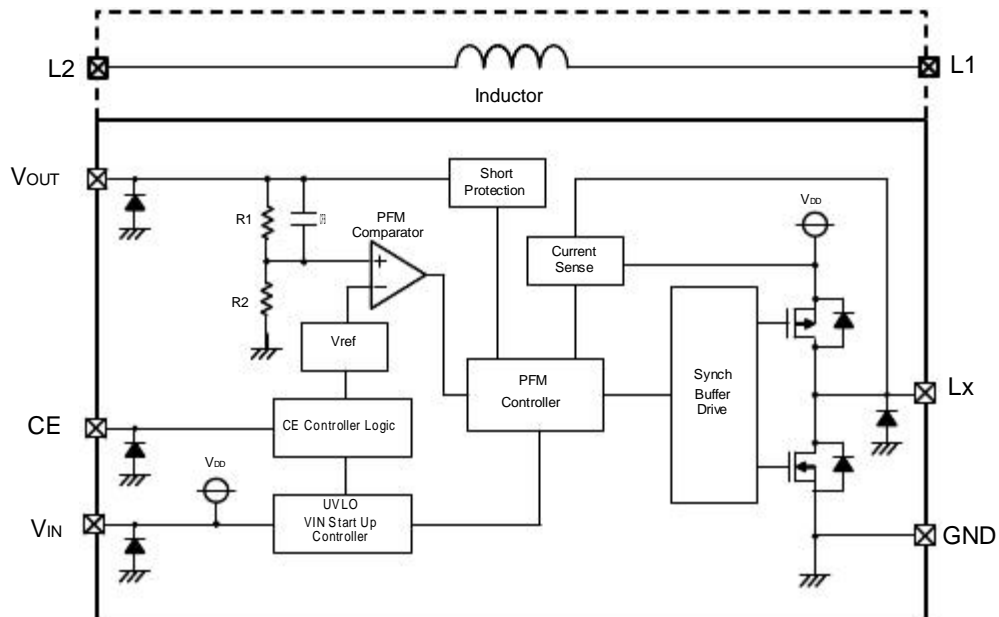 L2
L1
Inductor
VOUT
Short
Protection
VDD
R1
PFM
Comparator
+
−
Current
Sense
R2
Vref
Synch
Buffer
Drive
PFM
Controller
Lx
CE
CE Controller Logic
VDD
UVLO
VIN Start Up
Controller
VIN
GND